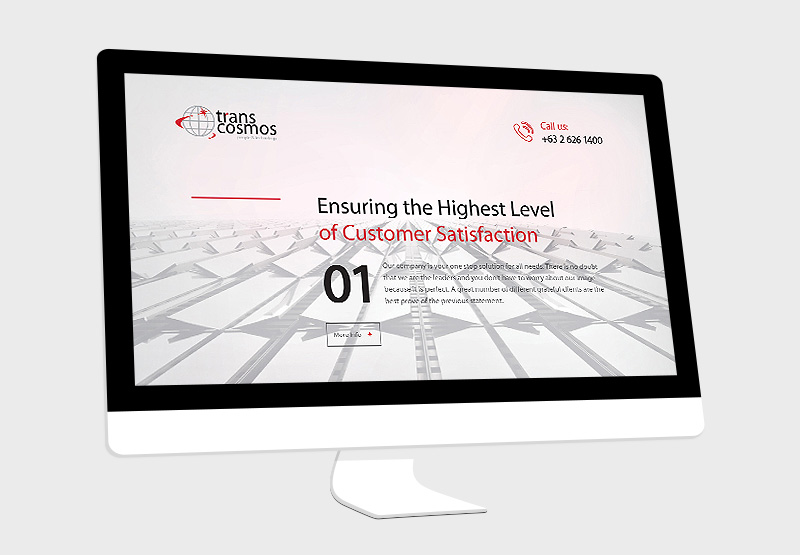 trans
cosmos
Call us:
+63 2 626 1400
Ensuring the Highest Level
of Customer Satisfaction
01
Our company is your one stop solution for all needs. There is no doubt
that we are the leaders and you don't have to worry about our image
because it is perfect. A great number of different grateful clients are the
best prove of the previous statement.
More Info +